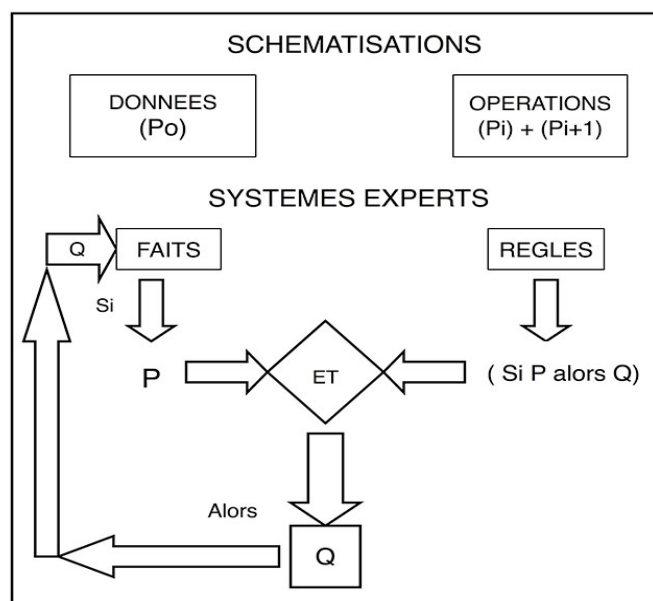 SCHEMATISATIONS
DONNEES
(Po)
OPERATIONS
(Pi) + (Pi+1)
SYSTEMES EXPERTS
Q
FAITS
REGLES
Si
P
ET
( Si P alors Q)
Alors
Q